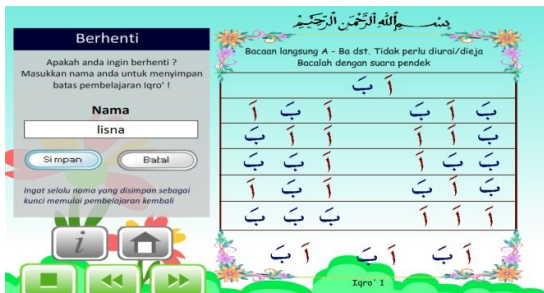 Berhenti
Apakah anda ingin berhenti ?
Masukkan nama untuk menyimpan
batas pembelajaran Iqro' !
Nama
lisna
Simpan Batal
Ingat selalu nama yang disimpan sebagai
kunci memulai pembelajaran kembali
i
بِسْمِ اللهِ الرَّحْمٰنِ الرَّحِيْمِ
Bacaan langsung A - Ba dst. Tidak perlu diurai/dieja
Bacalah dengan suara pendek
اَ بَ
بَ اَ بَ اَ بَ اَ
بَ اَ اَ اَ اَ بَ
بَ بَ اَ اَ بَ بَ
بَ اَ بَ اَ بَ اَ
اَ اَ اَ بَ بَ بَ
اَ بَ اَ بَ اَ بَ
Iqro' 1